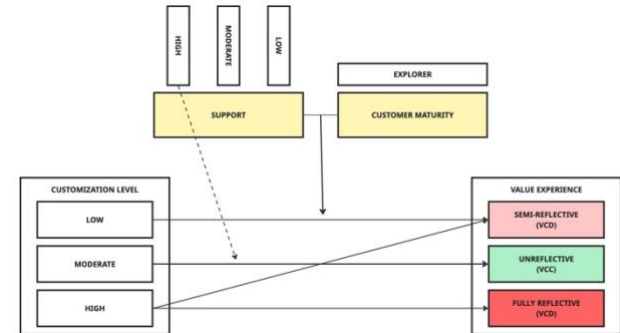 HIGH
MODERATE
LOW
EXPLORER
SUPPORT
CUSTOMER MATURITY
CUSTOMIZATION LEVEL
VALUE EXPERIENCE
LOW
SEMI-REFLECTIVE
(VCD)
MODERATE
UNREFLECTIVE
(VCC)
HIGH
FULLY REFLECTIVE
(VCD)